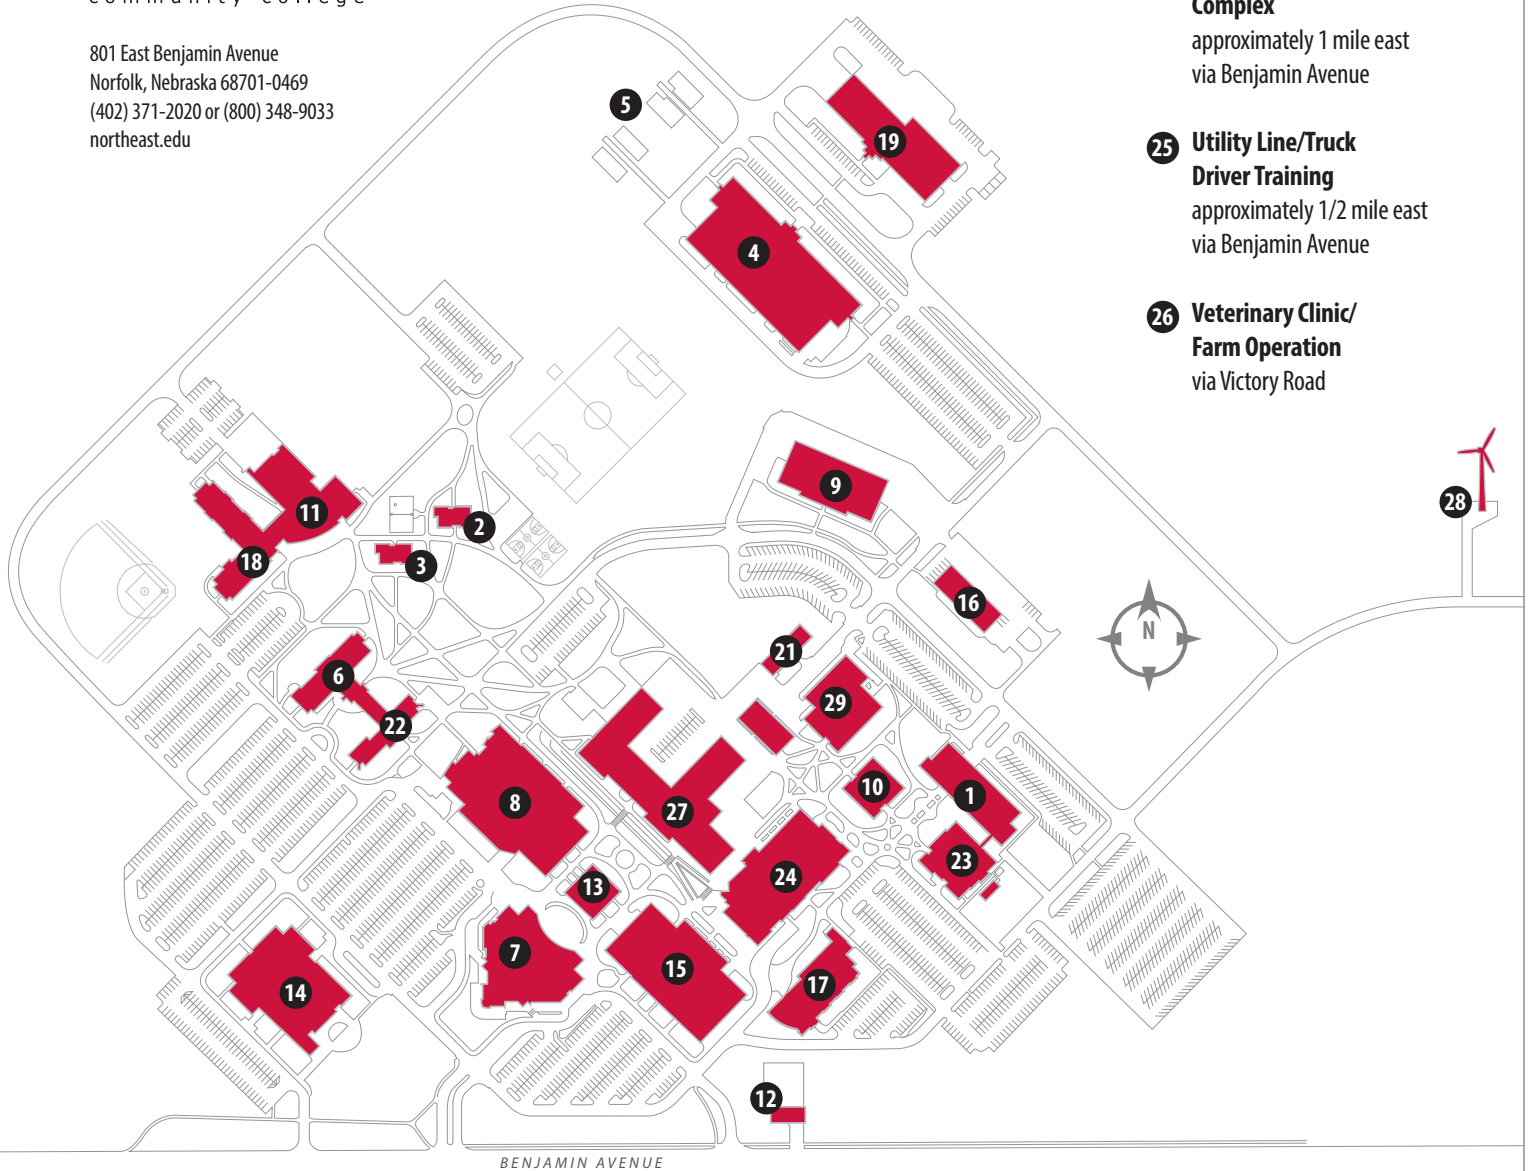 community college
801 East Benjamin Avenue
Norfolk, Nebraska 68701-0469
(402) 371-2020 or (800) 348-9033
northeast.edu
Complex
approximately 1 mile east
via Benjamin Avenue
25 Utility Line/Truck
Driver Training
approximately 1/2 mile east
via Benjamin Avenue
26 Veterinary Clinic/
Farm Operation
via Victory Road
5
19
4
9
28
11
2
18
3
16
N
21
6
29
22
10
1
8
27
23
24
13
7
15
17
14
12
BENJAMIN AVENUE